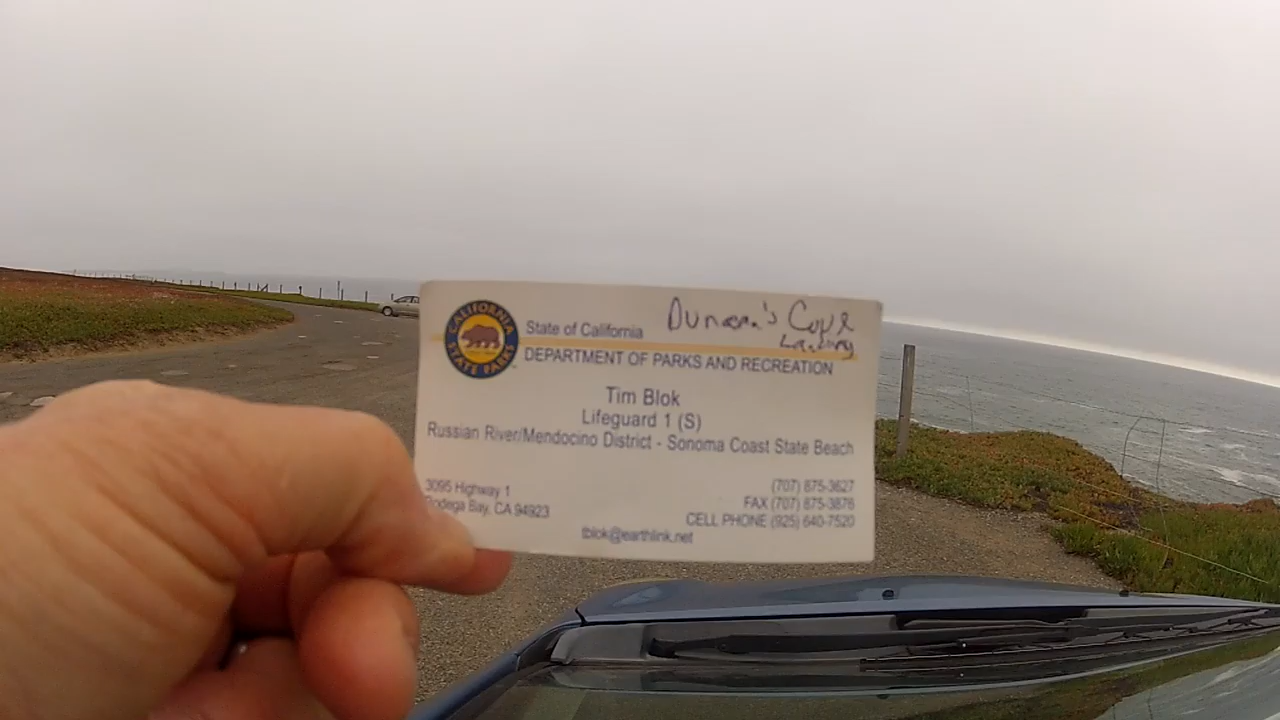 CALIFORNIA
STATE PARKS
State of California
Duncan's Cove
Landing
DEPARTMENT OF PARKS AND RECREATION
Tim Blok
Lifeguard 1 (S)
Russian River/Mendocino District - Sonoma Coast State Beach
3095 Highway 1
Bodega Bay, CA 94923
(707) 875-3627
FAX (707) 875-3876
CELL PHONE (925) 640-7520
tblok@earthlink.net